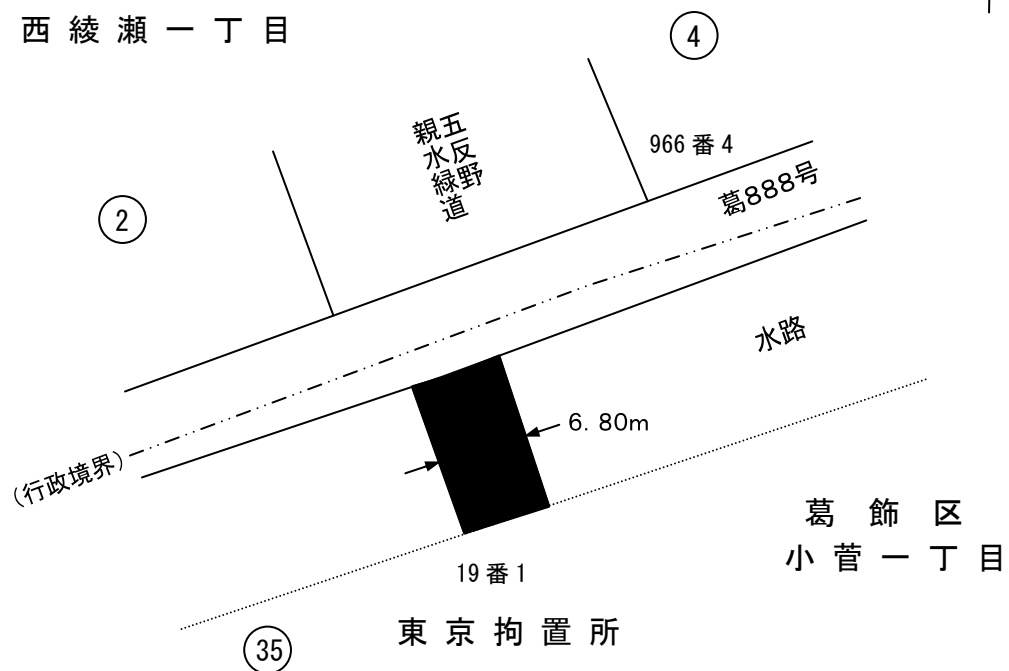 西綾瀬一丁目
4
966番4
五反野
親水緑道
2
葛888号
水路
6.80m
(行政境界)
葛飾区
小菅一丁目
19番1
東京拘置所
35